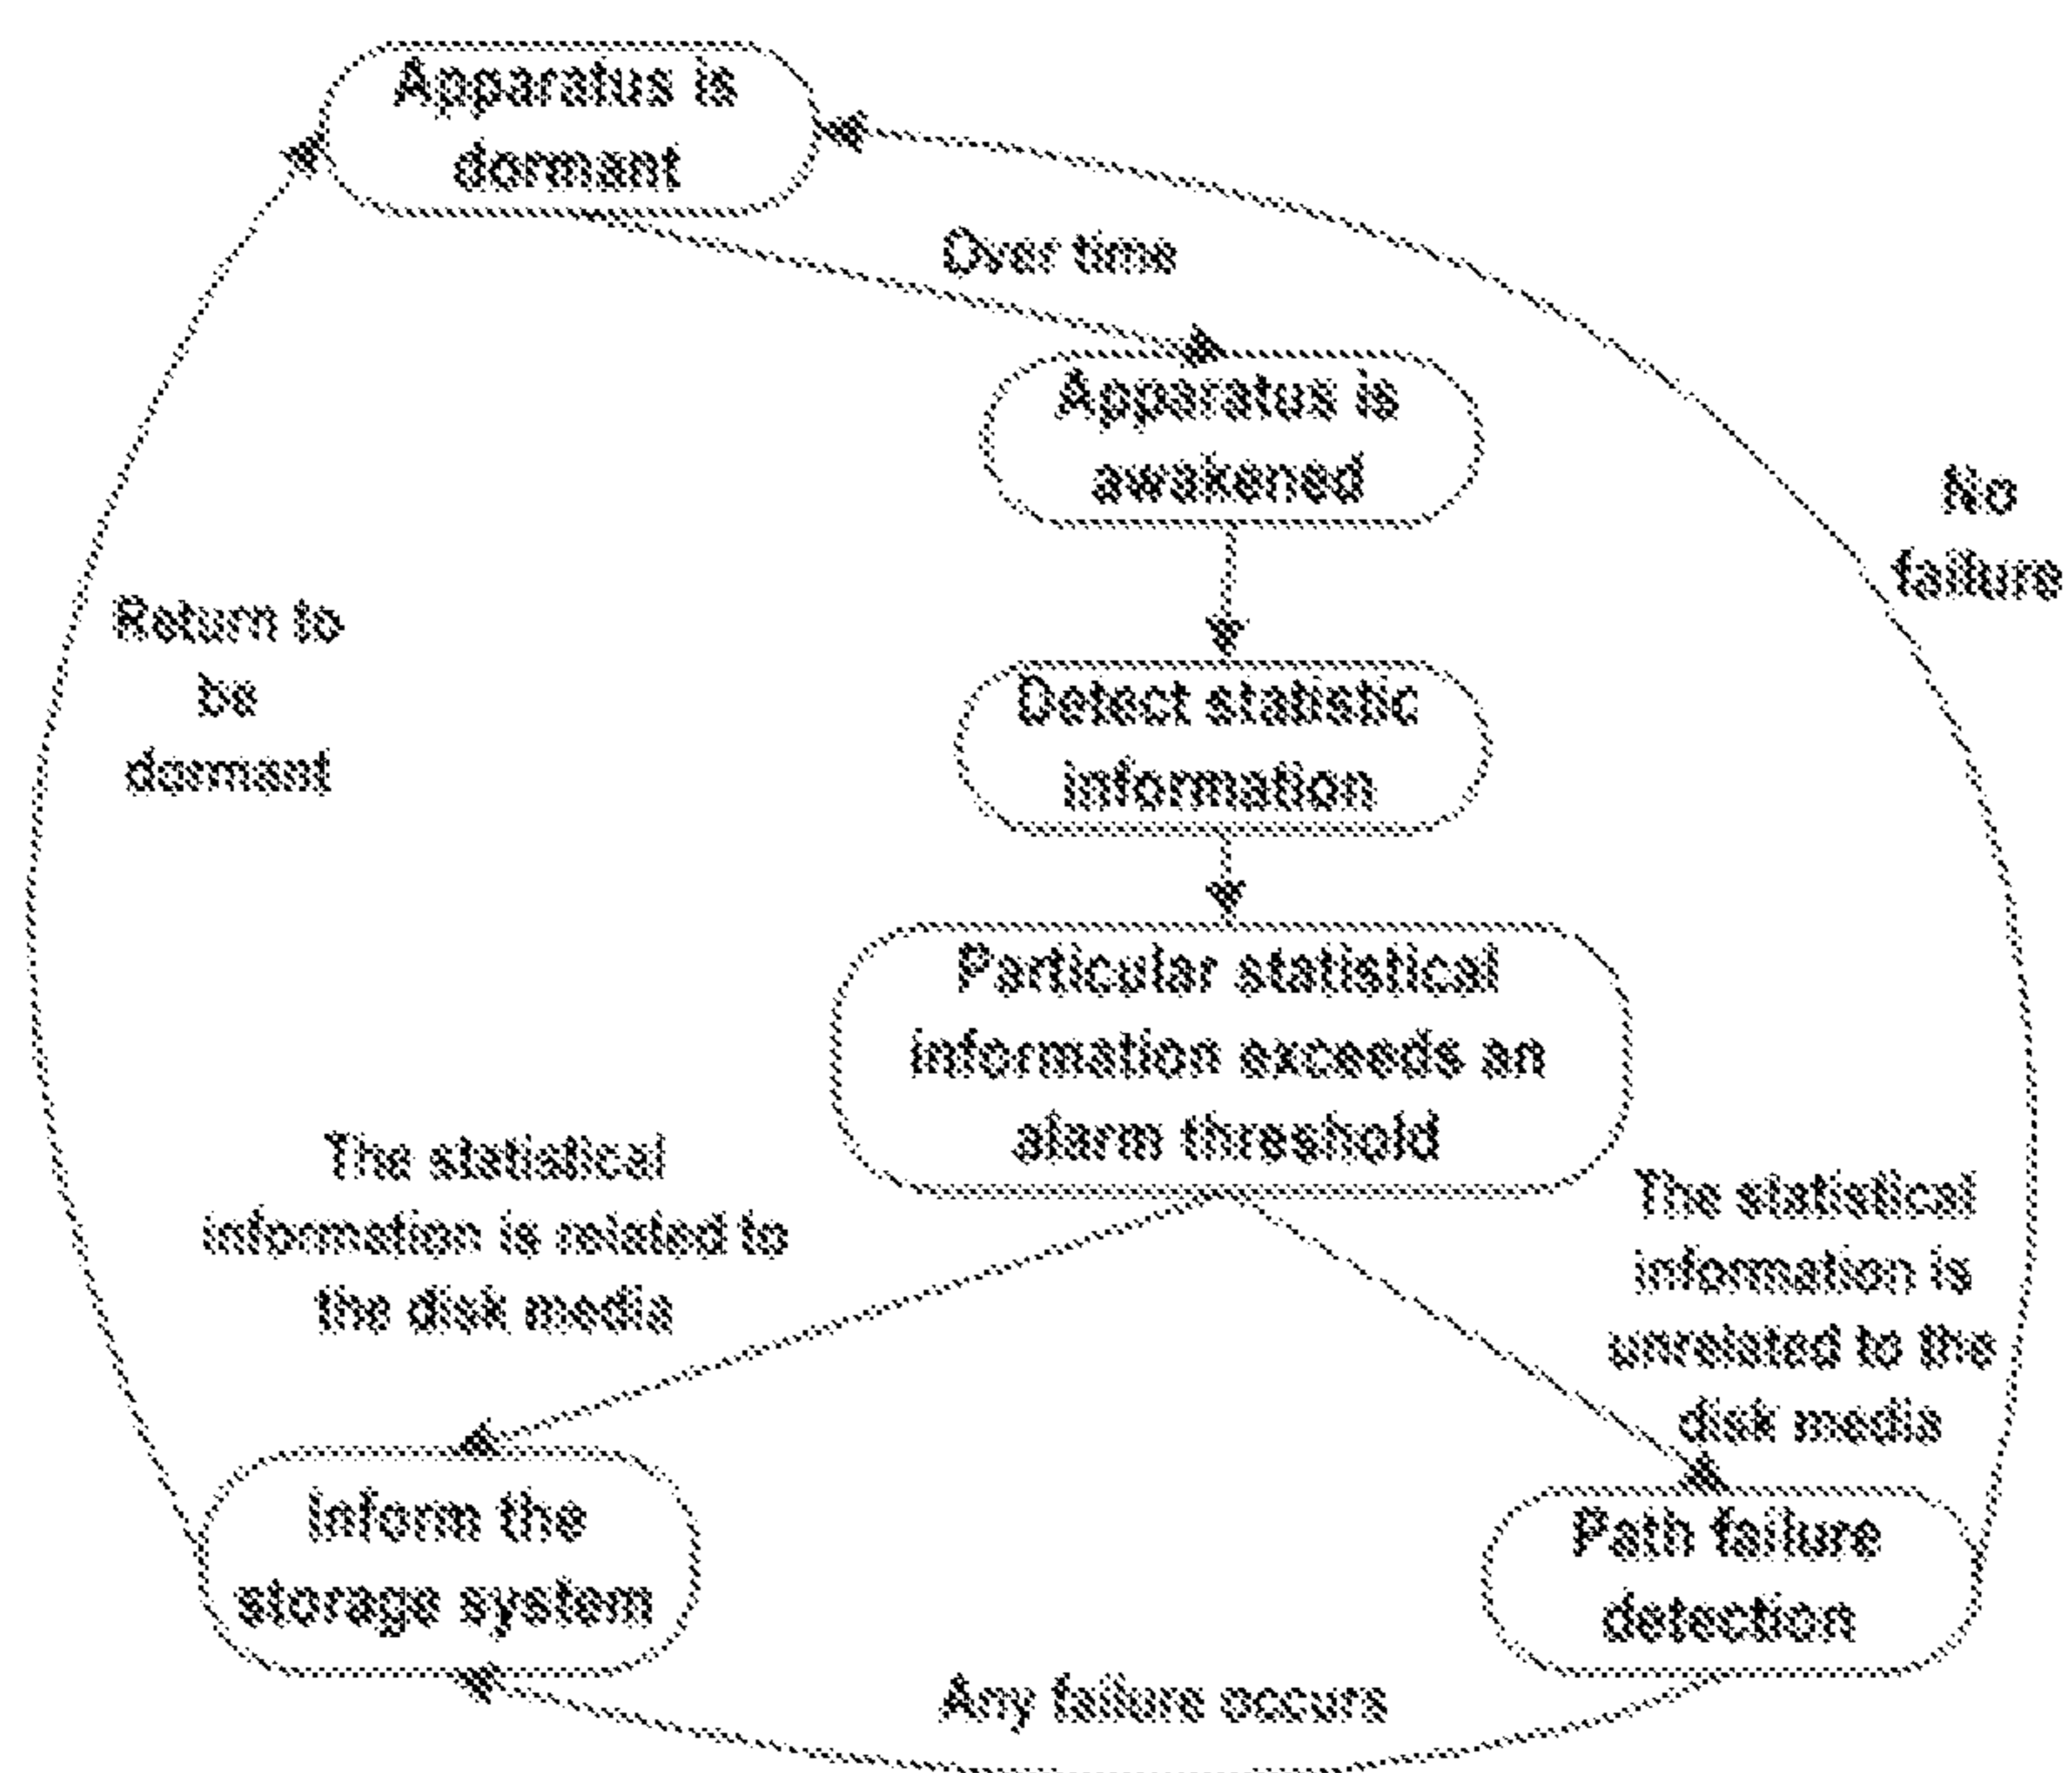 Apparatus is
dormant
Over time
Apparatus is
awakened
No
failure
Return to
be
dormant
Detect statistic
information
Particular statistical
information exceeds an
alarm threshold
The statistical
information is related to
the disk media
The statistical
information is
unrelated to the
disk media
Inform the
storage system
Path failure
detection
Any failure occurs